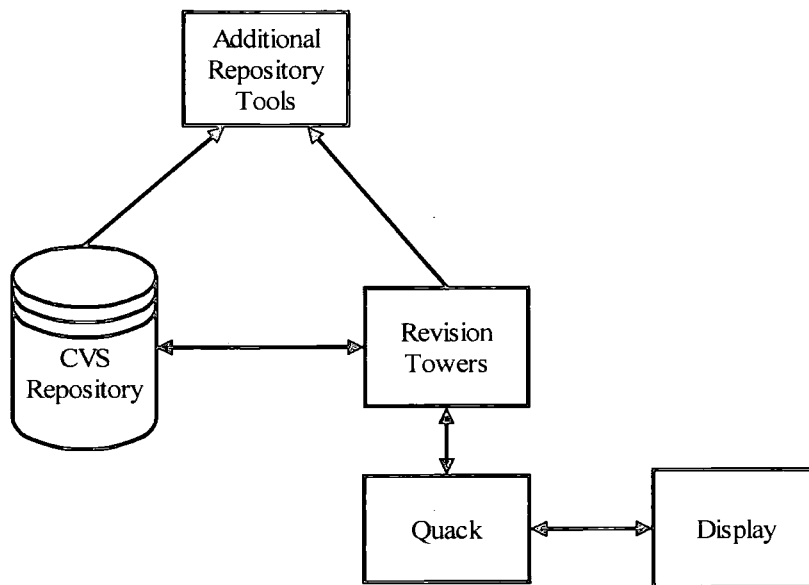 Additional
Repository
Tools
CVS
Repository
Revision
Towers
Quack
Display